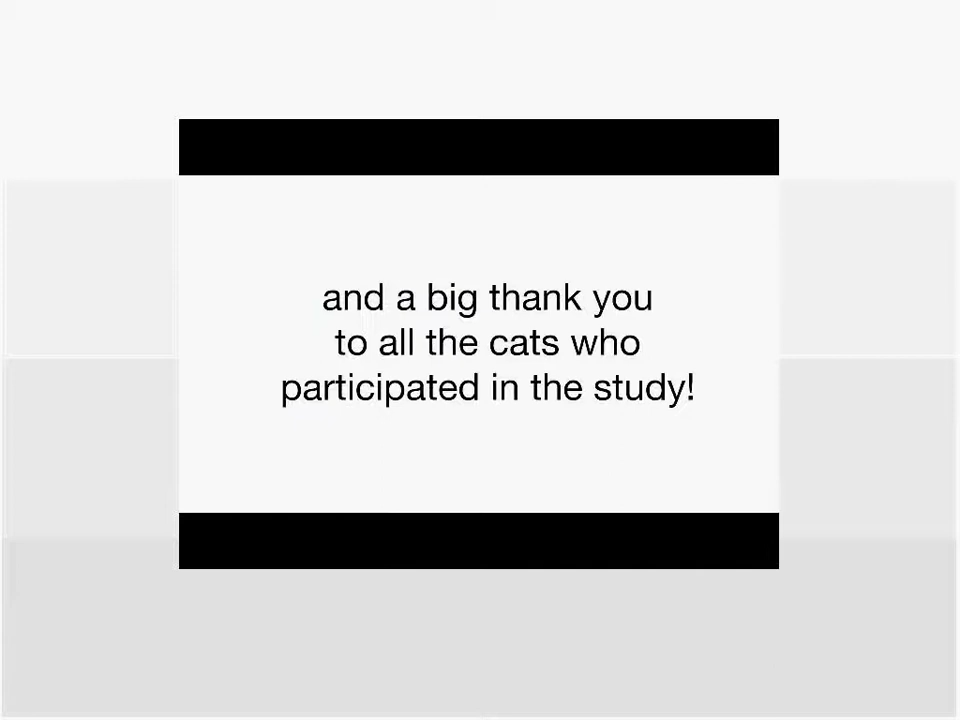 and a big thank you
to all the cats who
participated in the study!